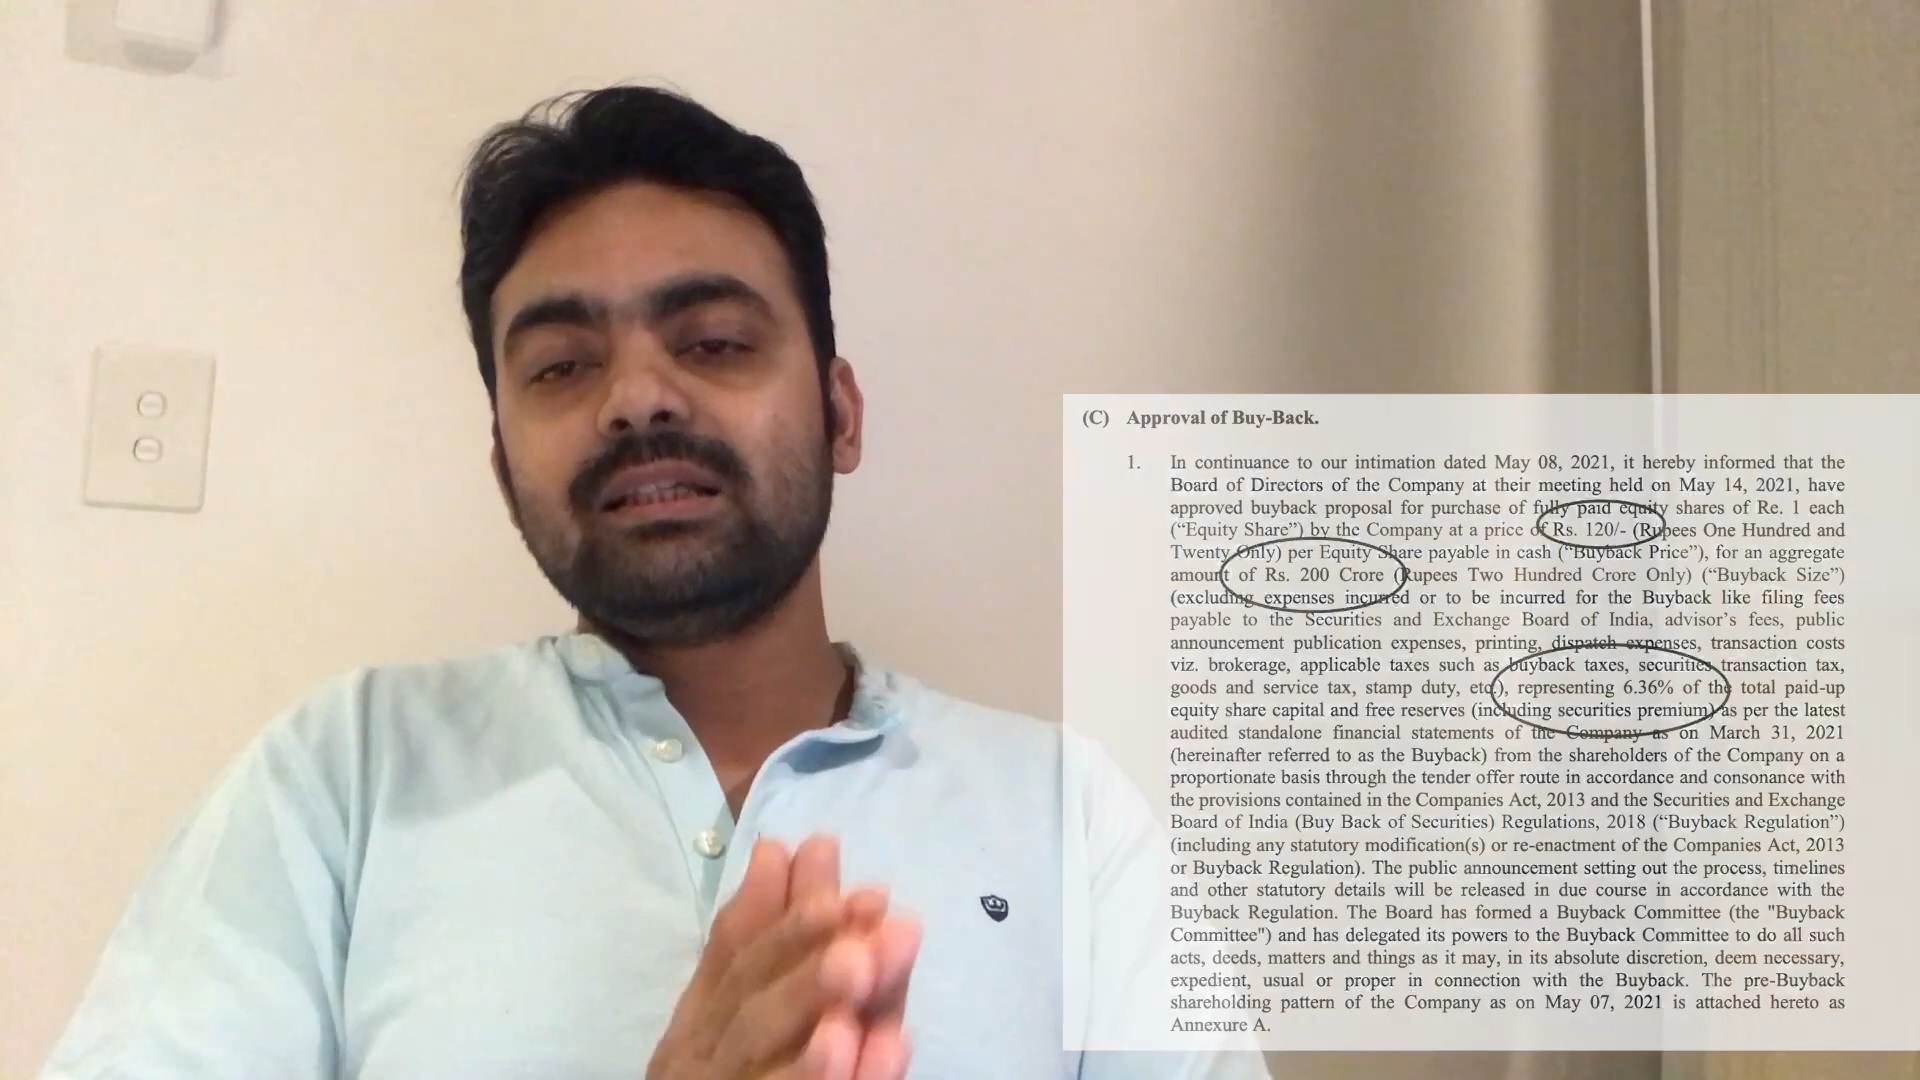 (C) Approval of Buy-Back.
1. In continuance to our intimation dated May 08, 2021, it hereby informed that the
Board of Directors of the Company at their meeting held on May 14, 2021, have
approved buyback proposal for purchase of fully paid equity shares of Re. 1 each
(“Equity Share”) by the Company at a price of Rs. 120/- (Rupees One Hundred and
Twenty Only) per Equity Share payable in cash (“Buyback Price”), for an aggregate
amount of Rs. 200 Crore (Rupees Two Hundred Crore Only) (“Buyback Size”)
(excluding expenses incurred or to be incurred for the Buyback like filing fees
payable to the Securities and Exchange Board of India, advisor’s fees, public
announcement publication expenses, printing, dispatch expenses, transaction costs
viz. brokerage, applicable taxes such as buyback taxes, securities transaction tax,
goods and service tax, stamp duty, etc.), representing 6.36% of the total paid-up
equity share capital and free reserves (including securities premium) as per the latest
audited standalone financial statements of the Company as on March 31, 2021
(hereinafter referred to as the Buyback) from the shareholders of the Company on a
proportionate basis through the tender offer route in accordance and consonance with
the provisions contained in the Companies Act, 2013 and the Securities and Exchange
Board of India (Buy Back of Securities) Regulations, 2018 (“Buyback Regulation”)
(including any statutory modification(s) or re-enactment of the Companies Act, 2013
or Buyback Regulation). The public announcement setting out the process, timelines
and other statutory details will be released in due course in accordance with the
Buyback Regulation. The Board has formed a Buyback Committee (the "Buyback
Committee") and has delegated its powers to the Buyback Committee to do all such
acts, deeds, matters and things as it may, in its absolute discretion, deem necessary,
expedient, usual or proper in connection with the Buyback. The pre-Buyback
shareholding pattern of the Company as on May 07, 2021 is attached hereto as
Annexure A.